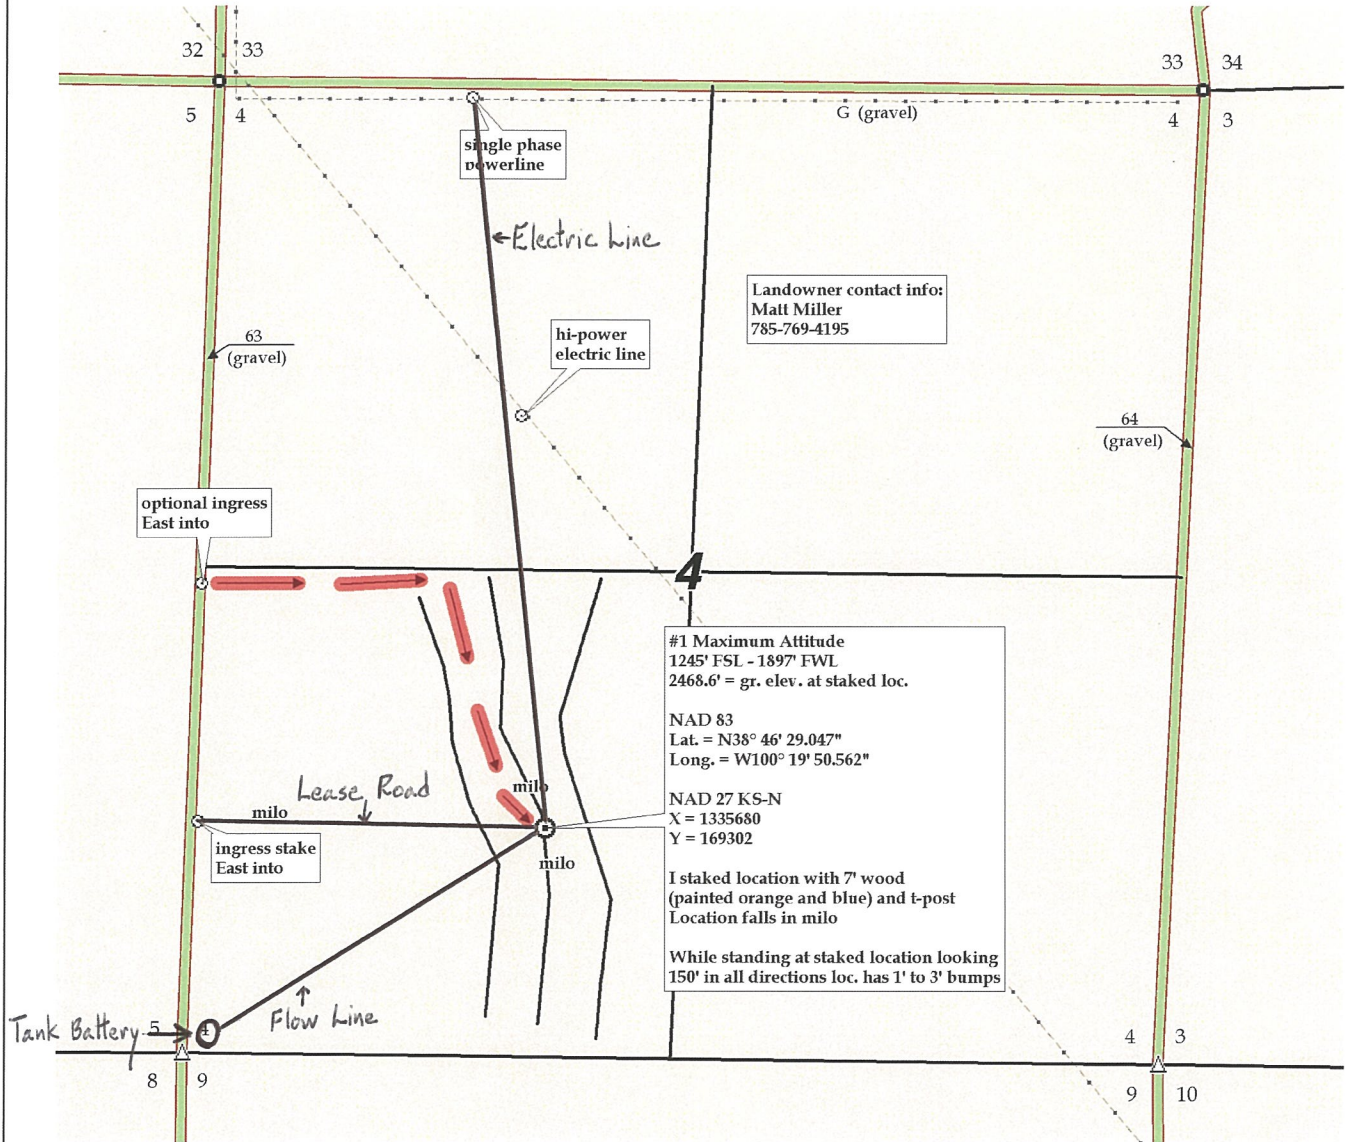 32 33
33 34
5 4
4 3
G (gravel)
single phase
powerline
Electric Line
Landowner contact info:
Matt Miller
785-769-4195
63
(gravel)
hi-power
electric line
64
(gravel)
optional ingress
East into
4
#1 Maximum Attitude
1245' FSL - 1897' FWL
2468.6' = gr. elev. at staked loc.
NAD 83
Lat. = N38° 46' 29.047"
Long. = W100° 19' 50.562"
NAD 27 KS-N
X = 1335680
Y = 169302
I staked location with 7' wood
(painted orange and blue) and t-post
Location falls in milo
While standing at staked location looking
150' in all directions loc. has 1' to 3' bumps
milo
Lease Road
milo
ingress stake
East into
milo
Flow Line
Tank Battery
5 4
4 3
8 9
9 10